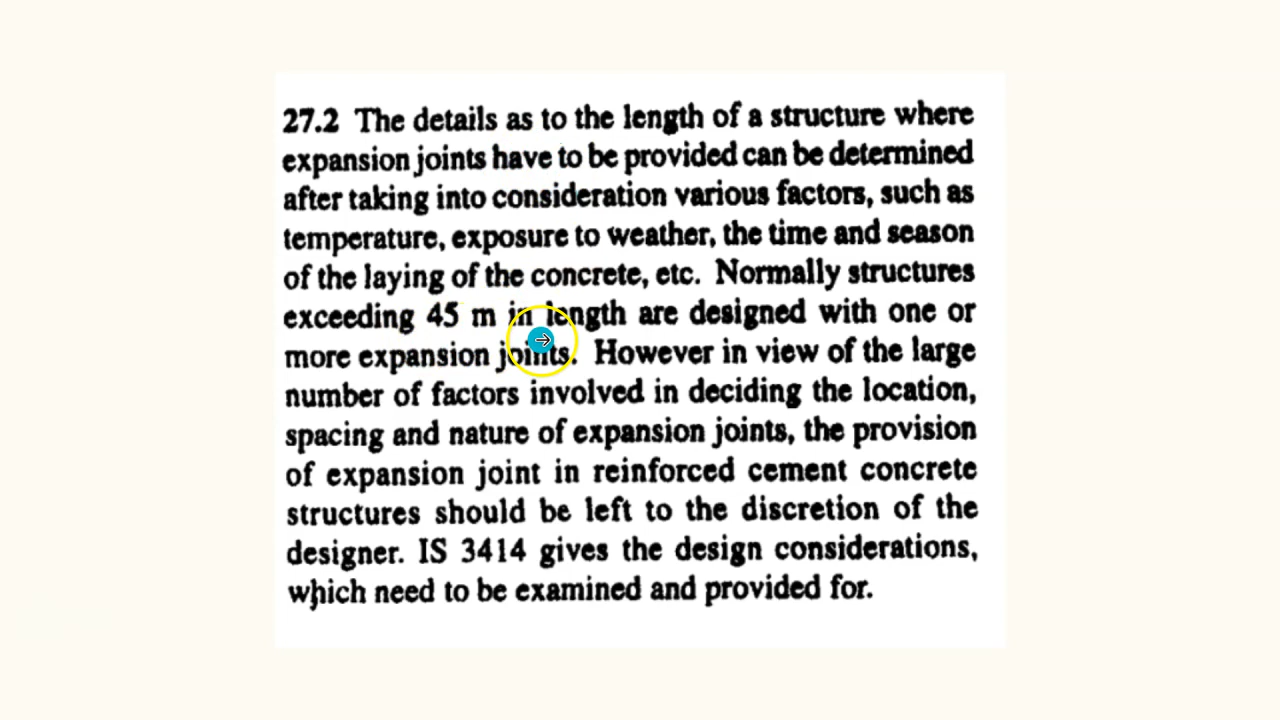 27.2 The details as to the length of a structure where
expansion joints have to be provided can be determined
after taking into consideration various factors, such as
temperature, exposure to weather, the time and season
of the laying of the concrete, etc. Normally structures
exceeding 45 m in length are designed with one or
more expansion joints. However in view of the large
number of factors involved in deciding the location,
spacing and nature of expansion joints, the provision
of expansion joint in reinforced cement concrete
structures should be left to the discretion of the
designer. IS 3414 gives the design considerations,
which need to be examined and provided for.